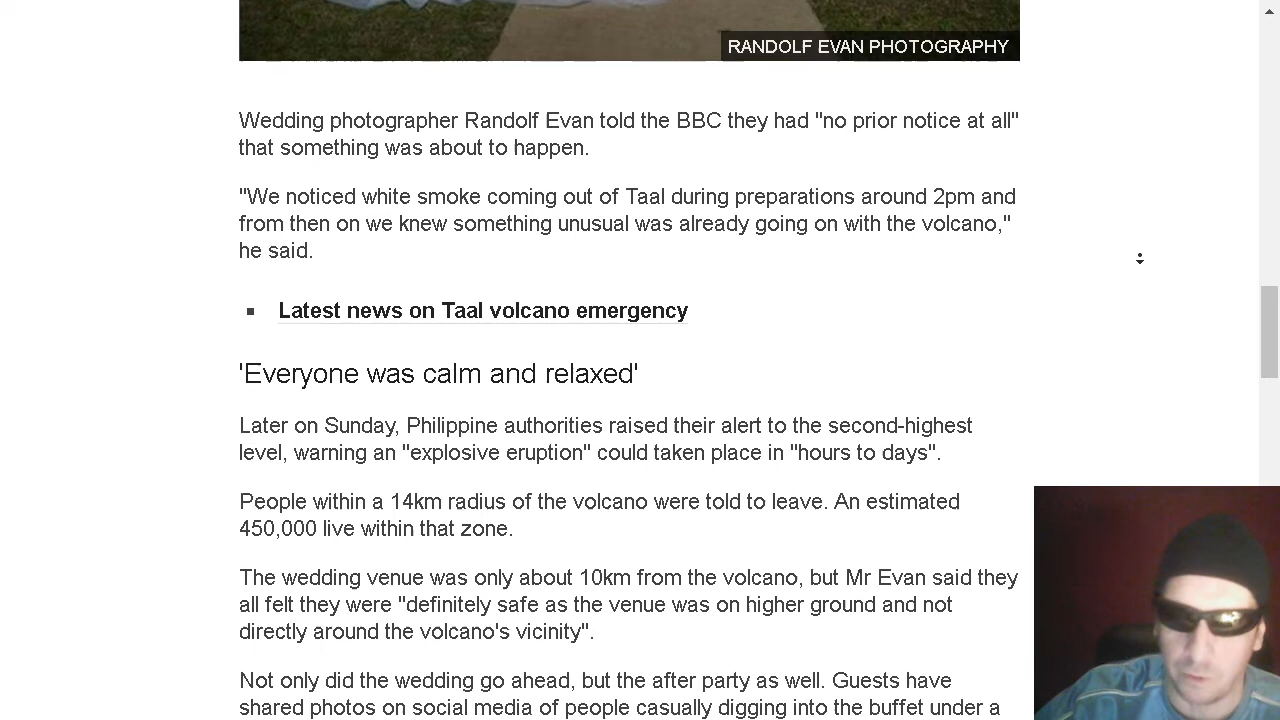 RANDOLF EVAN PHOTOGRAPHY
Wedding photographer Randolf Evan told the BBC they had "no prior notice at all"
that something was about to happen.
"We noticed white smoke coming out of Taal during preparations around 2pm and
from then on we knew something unusual was already going on with the volcano,"
he said.
Latest news on Taal volcano emergency
'Everyone was calm and relaxed'
Later on Sunday, Philippine authorities raised their alert to the second-highest
level, warning an "explosive eruption" could taken place in "hours to days".
People within a 14km radius of the volcano were told to leave. An estimated
450,000 live within that zone.
The wedding venue was only about 10km from the volcano, but Mr Evan said they
all felt they were "definitely safe as the venue was on higher ground and not
directly around the volcano's vicinity".
Not only did the wedding go ahead, but the after party as well. Guests have
shared photos on social media of people casually digging into the buffet under a